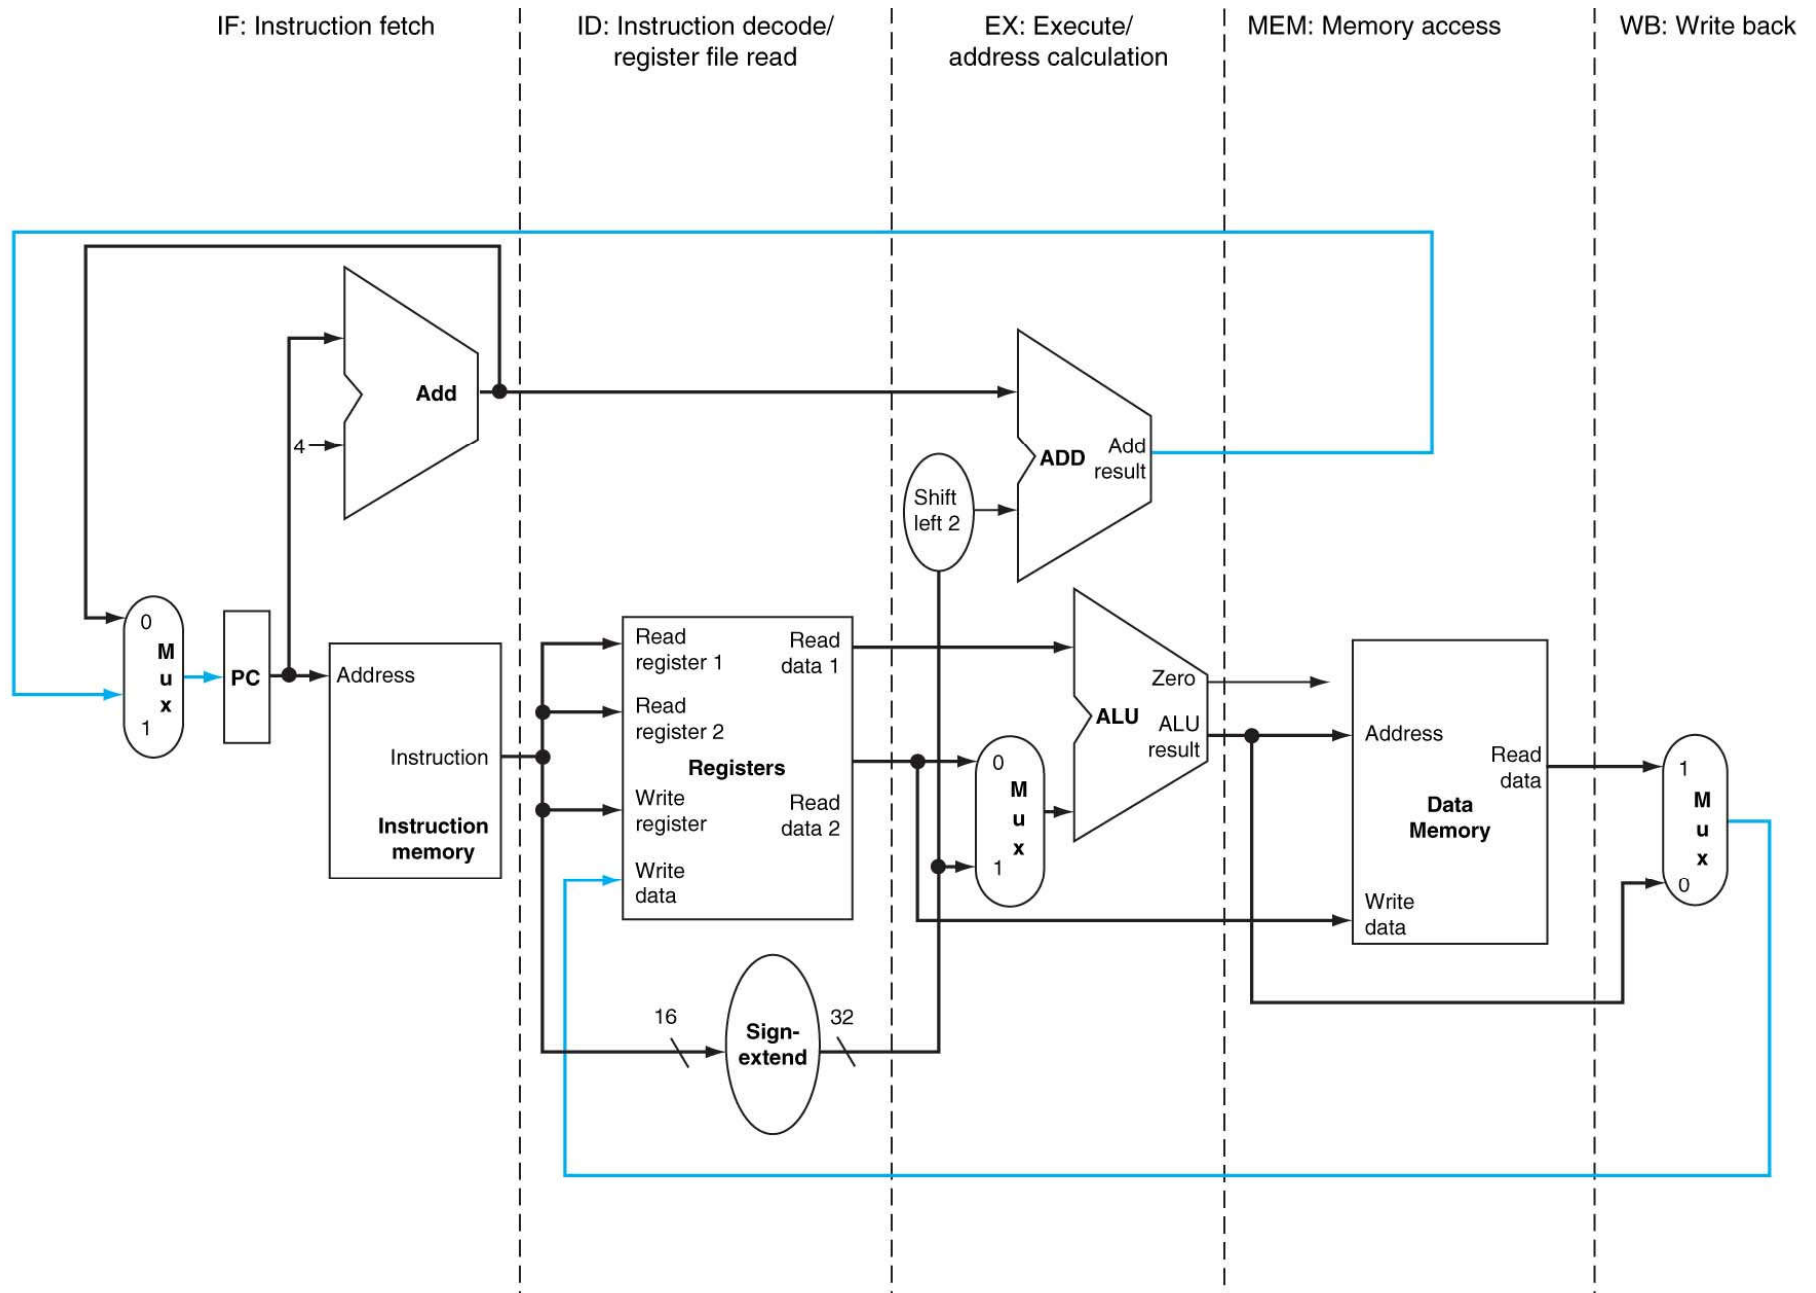 IF: Instruction fetch
ID: Instruction decode/
register file read
EX: Execute/
address calculation
MEM: Memory access
WB: Write back
Add
4
ADD
Add
result
Shift
left 2
0
M
u
x
1
PC
Address
Instruction
Instruction
memory
Read
register 1
Read
data 1
Read
register 2
Registers
Write
register
Read
data 2
Write
data
16
Sign-
extend
32
0
M
u
x
1
Zero
ALU
ALU
result
Address
Read
data
Data
Memory
Write
data
1
M
u
x
0